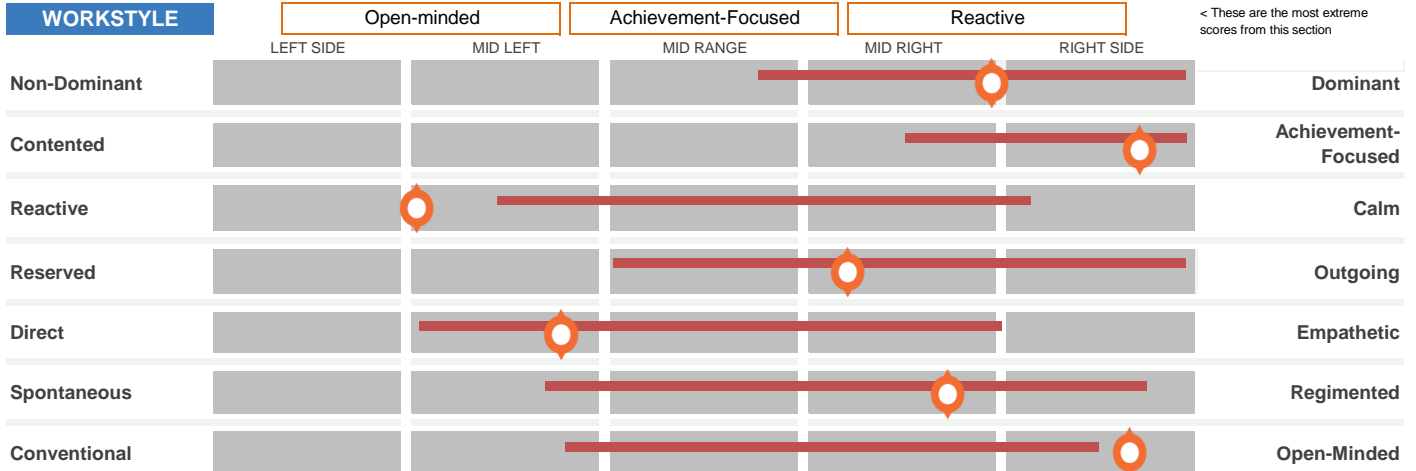 WORKSTYLE Open-minded Achievement-Focused Reactive < These are the most extreme
scores from this section
LEFT SIDE MID LEFT MID RANGE MID RIGHT RIGHT SIDE
Non-Dominant Dominant
Contented Achievement-
Focused
Reactive Calm
Reserved Outgoing
Direct Empathetic
Spontaneous Regimented
Conventional Open-Minded